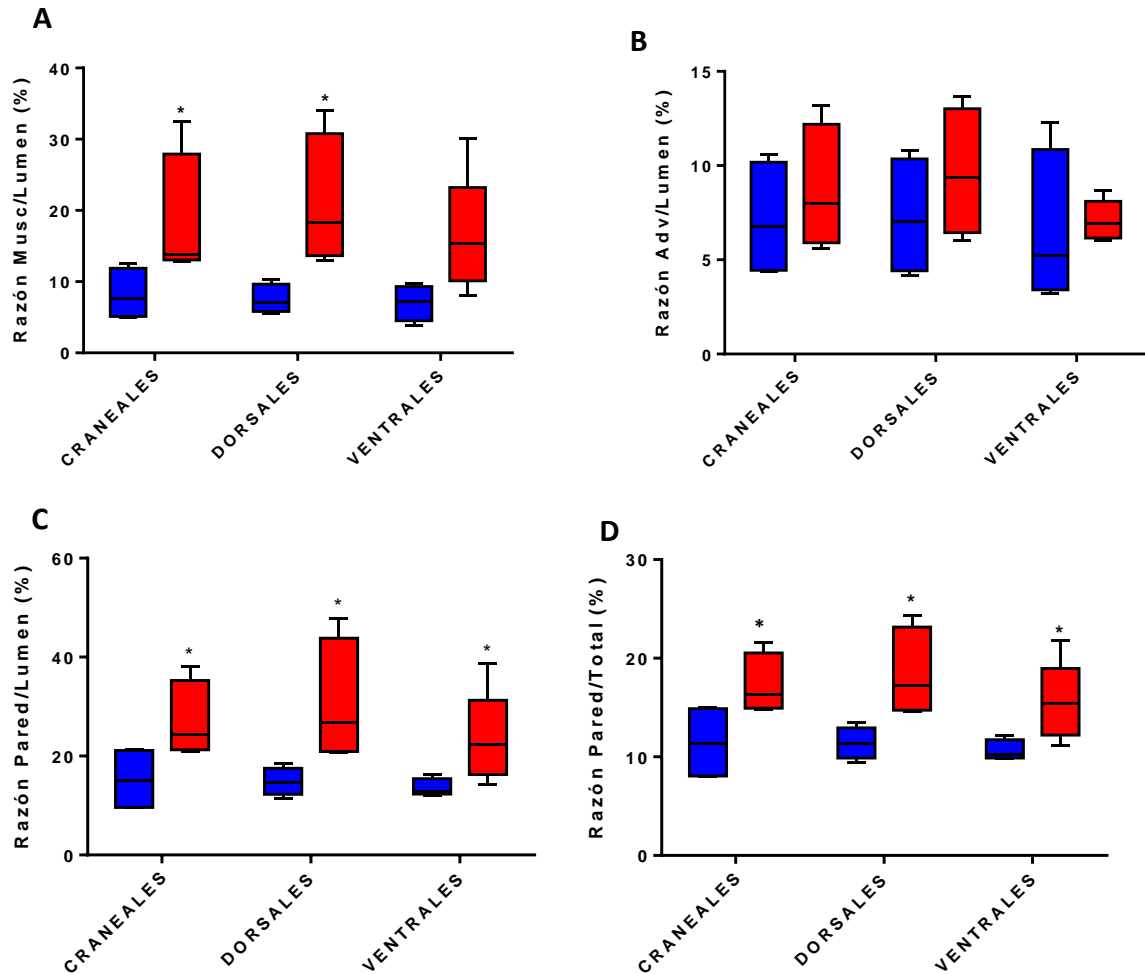 A
Razón Musc/Lumen (%)
40
30
20
10
0
*
*
CRANEALES
DORSALES
VENTRALES
B
Razón Adv/Lumen (%)
15
10
5
0
CRANEALES
DORSALES
VENTRALES
C
Razón Pared/Lumen (%)
60
40
20
0
*
*
*
CRANEALES
DORSALES
VENTRALES
D
Razón Pared/Total (%)
30
20
10
0
*
*
*
CRANEALES
DORSALES
VENTRALES